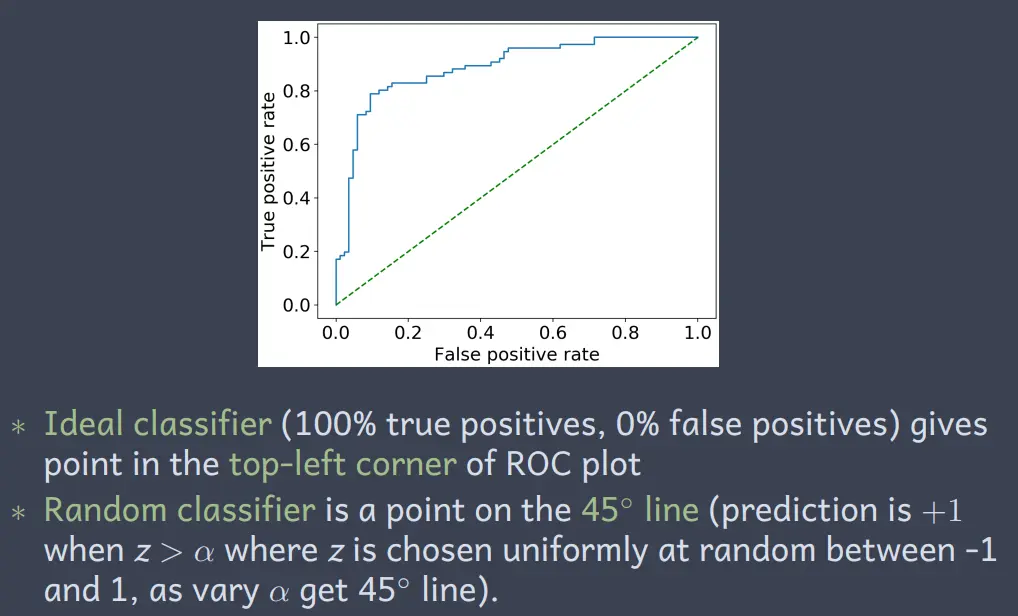 1.0
0.8
0.6
0.4
0.2
0.0
True positive rate
0.0 0.2 0.4 0.6 0.8 1.0
False positive rate
* Ideal classifier (100% true positives, 0% false positives) gives
point in the top-left corner of ROC plot
* Random classifier is a point on the 45° line (prediction is +1
when z > α where z is chosen uniformly at random between -1
and 1, as vary α get 45° line).